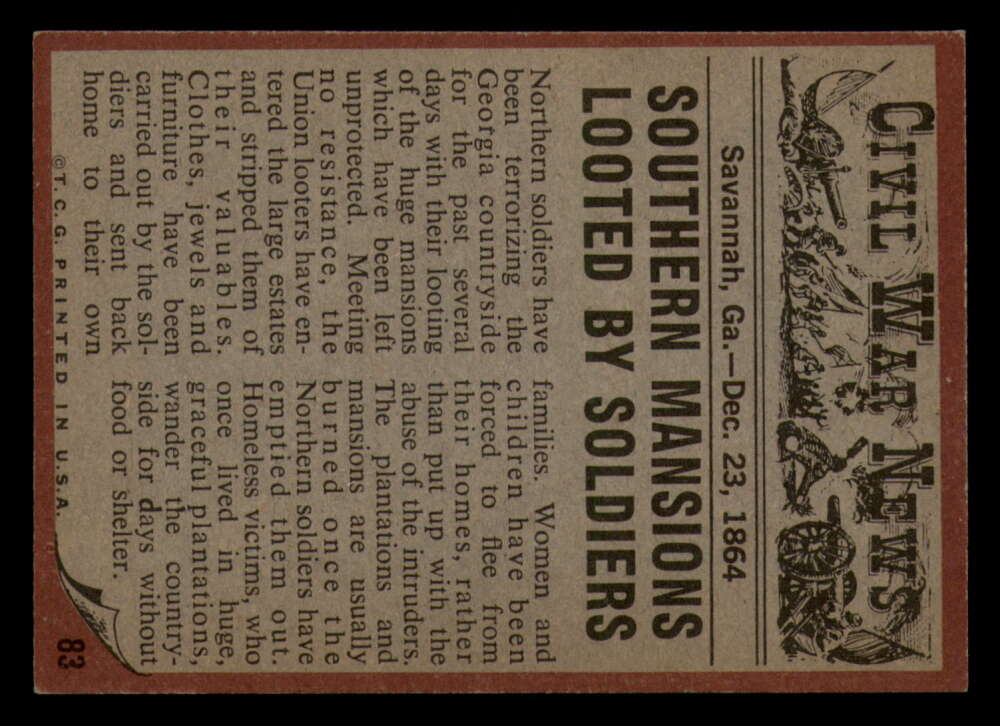 CIVIL WAR NEWS
Savannah, Ga.—Dec. 23, 1864
SOUTHERN MANSIONS
LOOTED BY SOLDIERS
Northern soldiers have
been terrorizing the
Georgia countryside
for the past several
days with their looting
of the huge mansions
which have been left
unprotected. Meeting
no resistance, the
Union looters have en-
tered the large estates
and stripped them of
their valuables.
Clothes, jewels and
furniture have been
carried out by the sol-
diers and sent back
home to their own
families. Women and
children have been
forced to flee from
their homes, rather
than put up with the
abuse of the intruders.
The plantations and
mansions are usually
burned once the
Northern soldiers have
emptied them out.
Homeless victims, who
once lived in huge,
graceful plantations,
wander the country-
side for days without
food or shelter.
©T.C.G. PRINTED IN U.S.A.
83